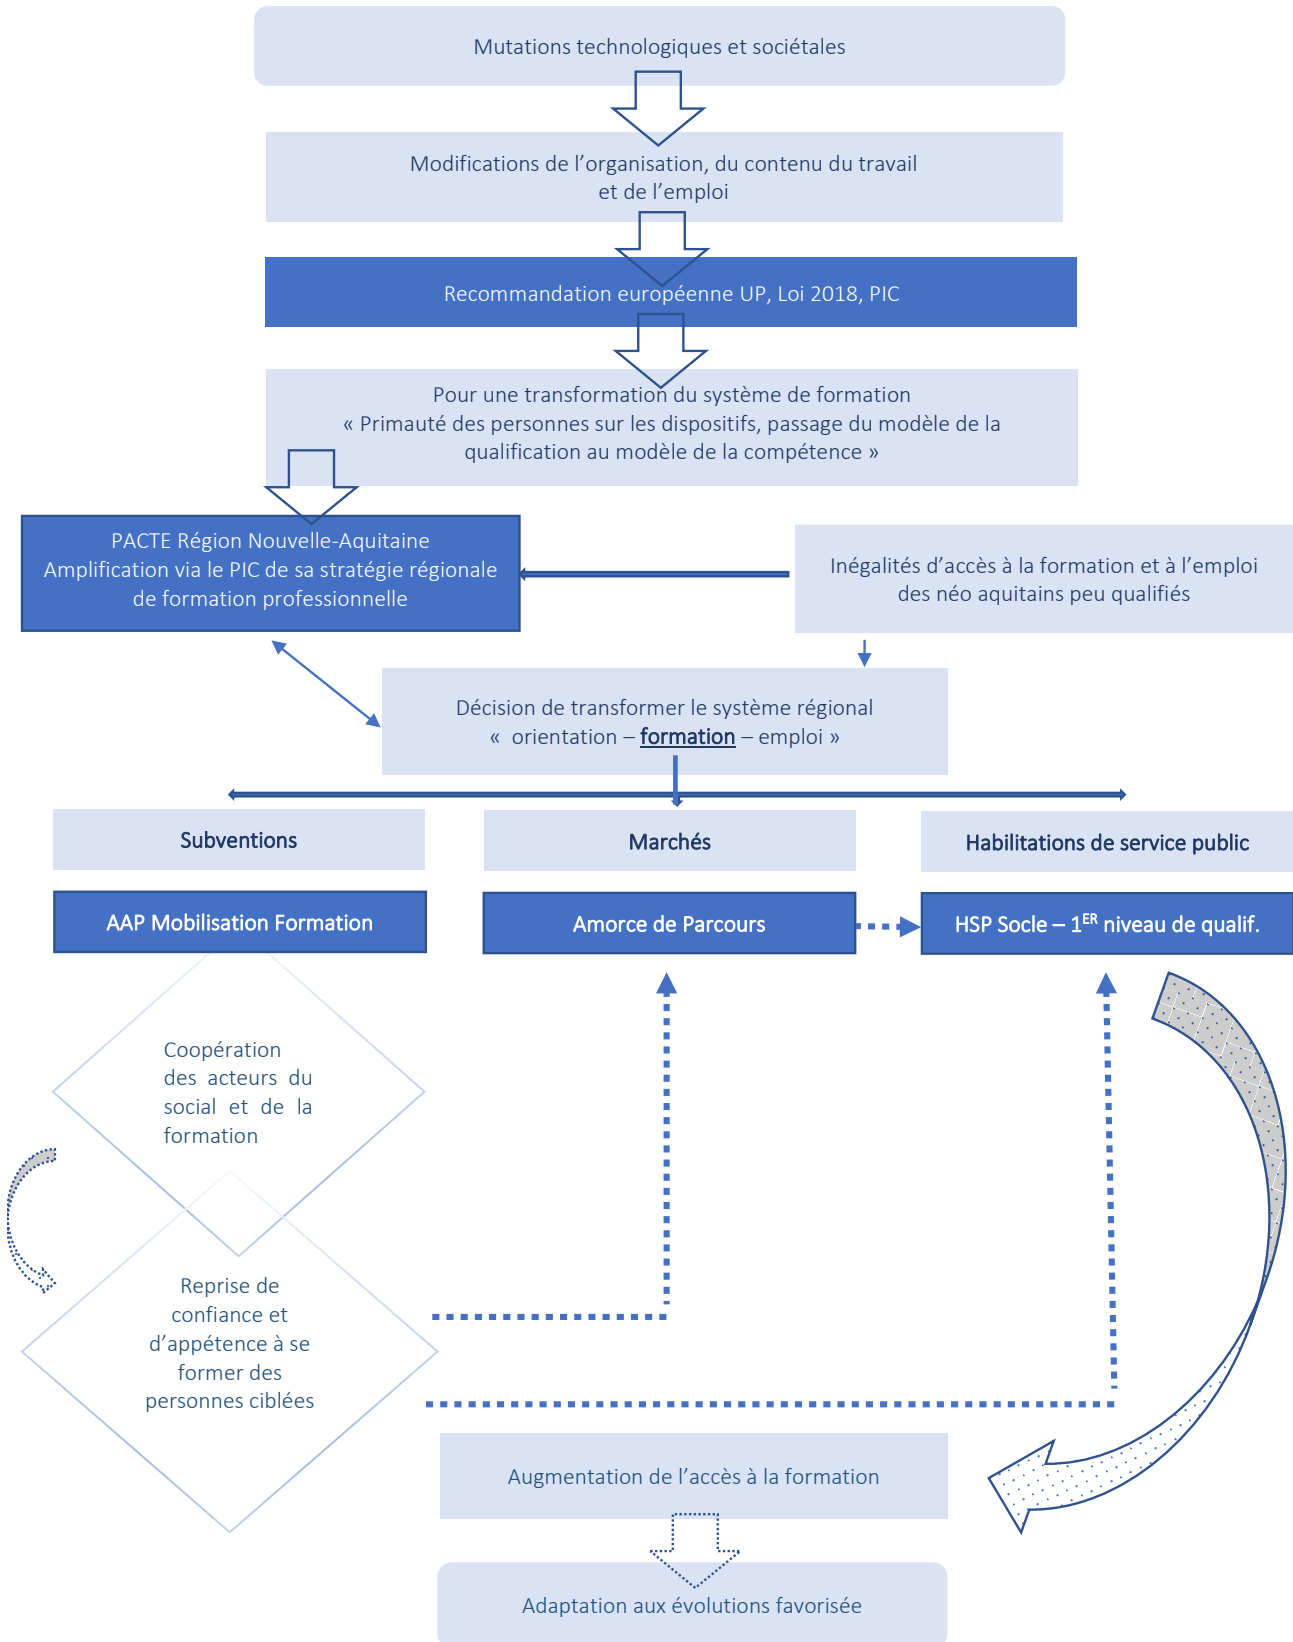 Mutations technologiques et sociétales
Modifications de l’organisation, du contenu du travail
et de l’emploi
Recommandation européenne UP, Loi 2018, PIC
Pour une transformation du système de formation
« Primauté des personnes sur les dispositifs, passage du modèle de la
qualification au modèle de la compétence »
PACTE Région Nouvelle-Aquitaine
Amplification via le PIC de sa stratégie régionale
de formation professionnelle
Inégalités d’accès à la formation et à l’emploi
des néo aquitains peu qualifiés
Décision de transformer le système régional
« orientation – formation – emploi »
Subventions
Marchés
Habilitations de service public
AAP Mobilisation Formation
Amorce de Parcours
HSP Socle – 1ER niveau de qualif.
Coopération
des acteurs du
social et de la
formation
Reprise de
confiance et
d’appétence à se
former des
personnes ciblées
Augmentation de l’accès à la formation
Adaptation aux évolutions favorisée